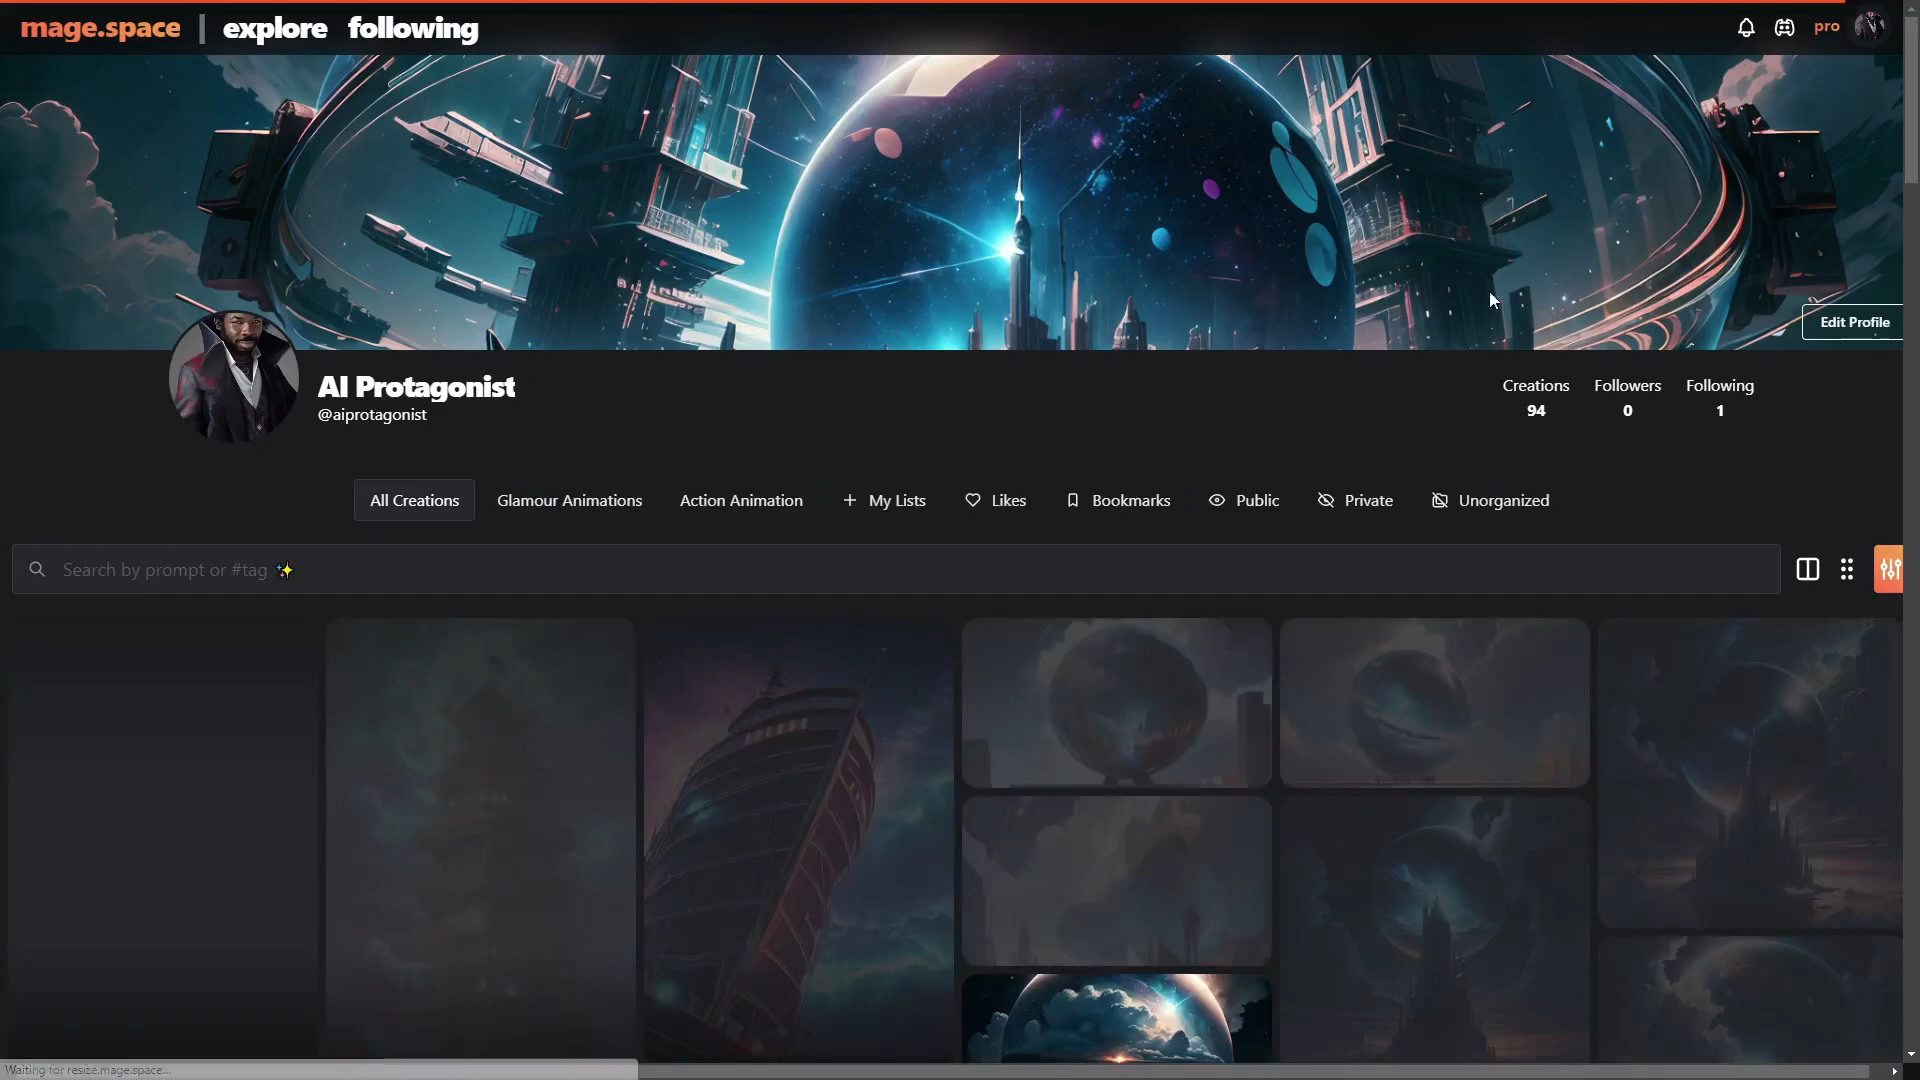 mage.space | explore following
pro
Edit Profile
AI Protagonist
@aiprotagonist
Creations Followers Following
94 0 1
All Creations Glamour Animations Action Animation My Lists Likes Bookmarks Public Private Unorganized
Search by prompt or #tag ✨
Waiting for resize.mage.space...